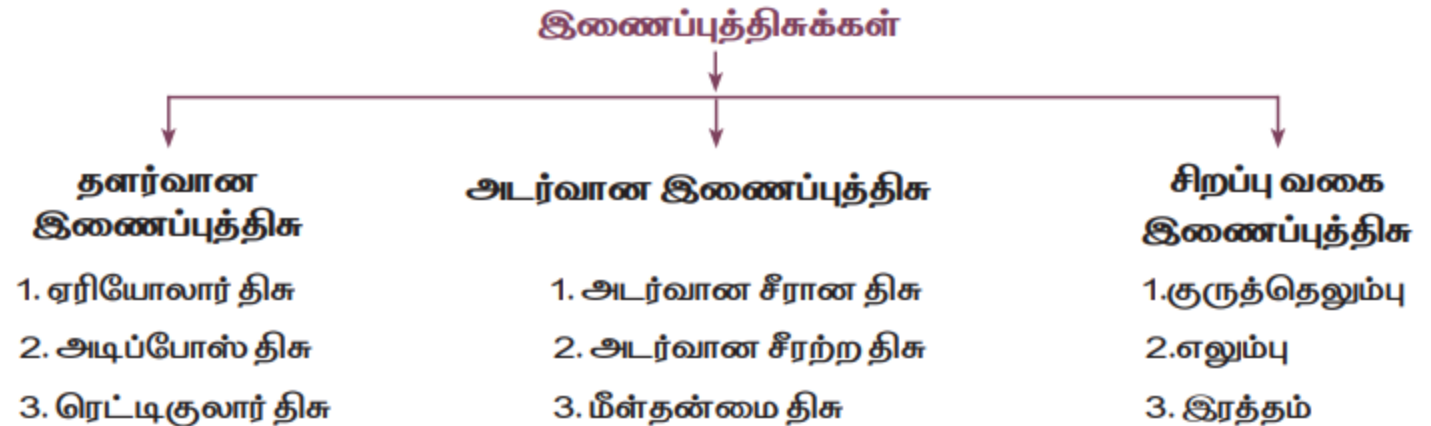 இணைப்புத்திசுக்கள்
தளர்வான
இணைப்புத்திசு
1. ஏரியோலார் திசு
2. அடிப்போஸ் திசு
3. ரெட்டிகுலார் திசு
அடர்வான இணைப்புத்திசு
1. அடர்வான சீரான திசு
2. அடர்வான சீரற்ற திசு
3. மீள்தன்மை திசு
சிறப்பு வகை
இணைப்புத்திசு
1.குருத்தெலும்பு
2.எலும்பு
3. இரத்தம்